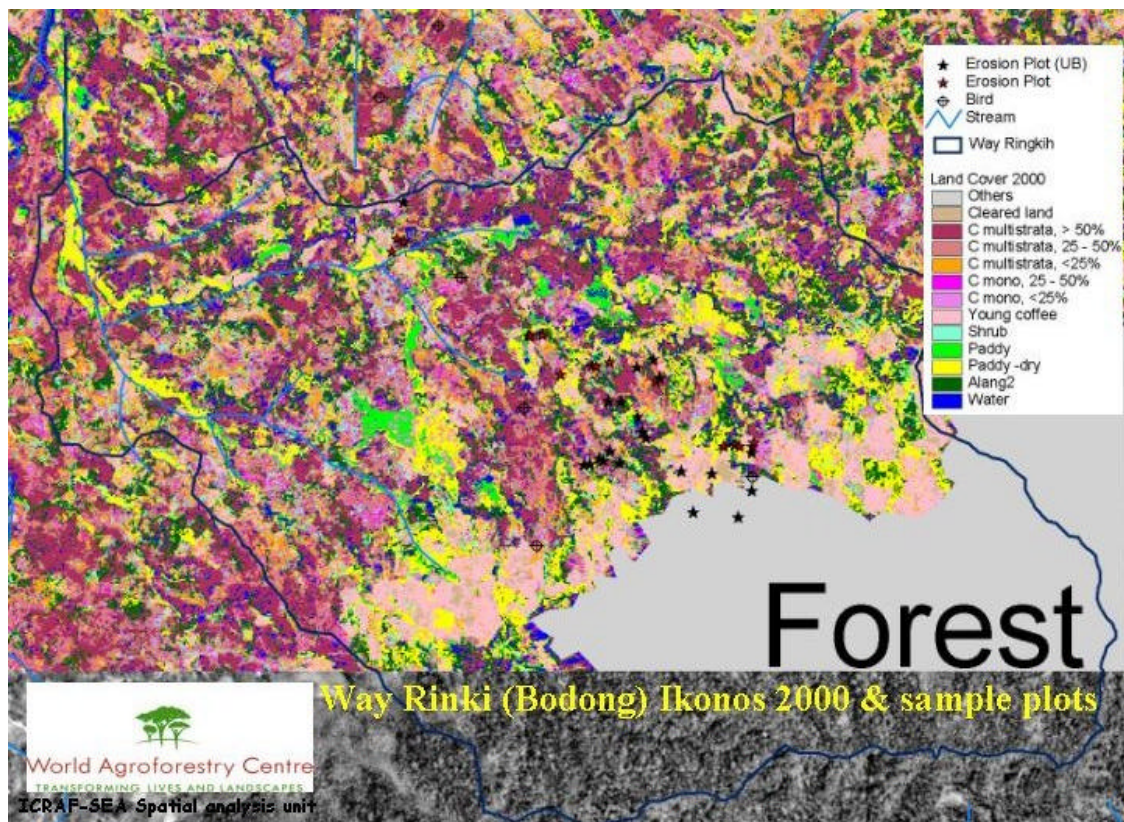 Erosion Plot (UB)
Erosion Plot
Bird
Stream
Way Ringkih
Land Cover 2000
Others
Cleared land
C multistrata, > 50%
C multistrata, 25 - 50%
C multistrata, <25%
C mono, 25 - 50%
C mono, <25%
Young coffee
Shrub
Paddy
Paddy -dry
Alang2
Water
Forest
Way Rinki (Bodong) Ikonos 2000 & sample plots
World Agroforestry Centre
TRANSFORMING LIVES AND LANDSCAPES
ICRAF-SEA Spatial analysis unit